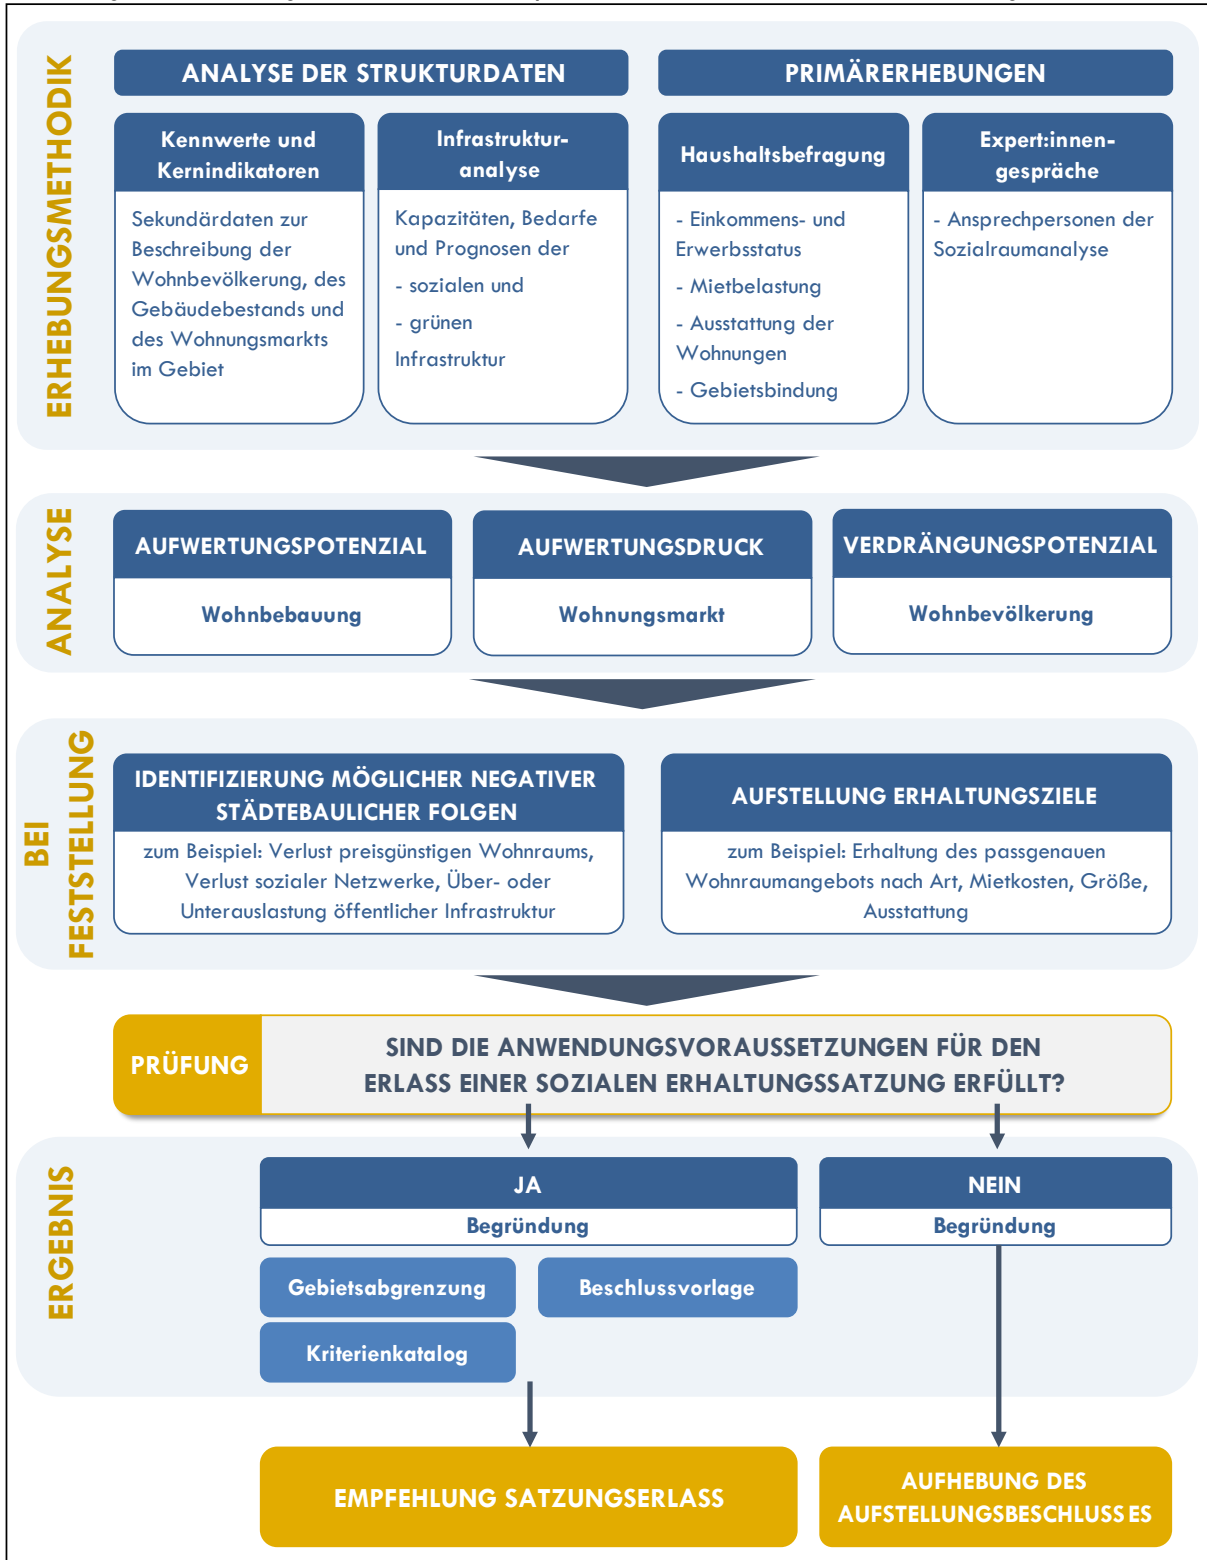 ERHEBUNGSMETHODIK
ANALYSE DER STRUKTURDATEN
PRIMÄRERHEBUNGEN
Kennwerte und
Kernindikatoren
Sekundärdaten zur
Beschreibung der
Wohnbevölkerung, des
Gebäudebestands und
des Wohnungsmarkts
im Gebiet
Infrastruktur-
analyse
Kapazitäten, Bedarfe
und Prognosen der
- sozialen und
- grünen
Infrastruktur
Haushaltsbefragung
- Einkommens- und
Erwerbsstatus
- Mietbelastung
- Ausstattung der
Wohnungen
- Gebietsbindung
Expert:innen-
gespräche
- Ansprechpersonen der
Sozialraumanalyse
ANALYSE
AUFWERTUNGSPOTENZIAL
Wohnbebauung
AUFWERTUNGSDRUCK
Wohnungsmarkt
VERDRÄNGUNGSPOTENZIAL
Wohnbevölkerung
BEI
FESTSTELLUNG
IDENTIFIZIERUNG MÖGLICHER NEGATIVER
STÄDTEBAULICHER FOLGEN
zum Beispiel: Verlust preisgünstigen Wohnraums,
Verlust sozialer Netzwerke, Über- oder
Unterauslastung öffentlicher Infrastruktur
AUFSTELLUNG ERHALTUNGSZIELE
zum Beispiel: Erhaltung des passgenauen
Wohnraumangebots nach Art, Mietkosten, Größe,
Ausstattung
PRÜFUNG
SIND DIE ANWENDUNGSVORAUSSETZUNGEN FÜR DEN
ERLASS EINER SOZIALEN ERHALTUNGSSATZUNG ERFÜLLT?
ERGEBNIS
JA
Begründung
NEIN
Begründung
Gebietsabgrenzung
Beschlussvorlage
Kriterienkatalog
EMPFEHLUNG SATZUNGSERLASS
AUFHEBUNG DES
AUFSTELLUNGSBESCHLUSSES